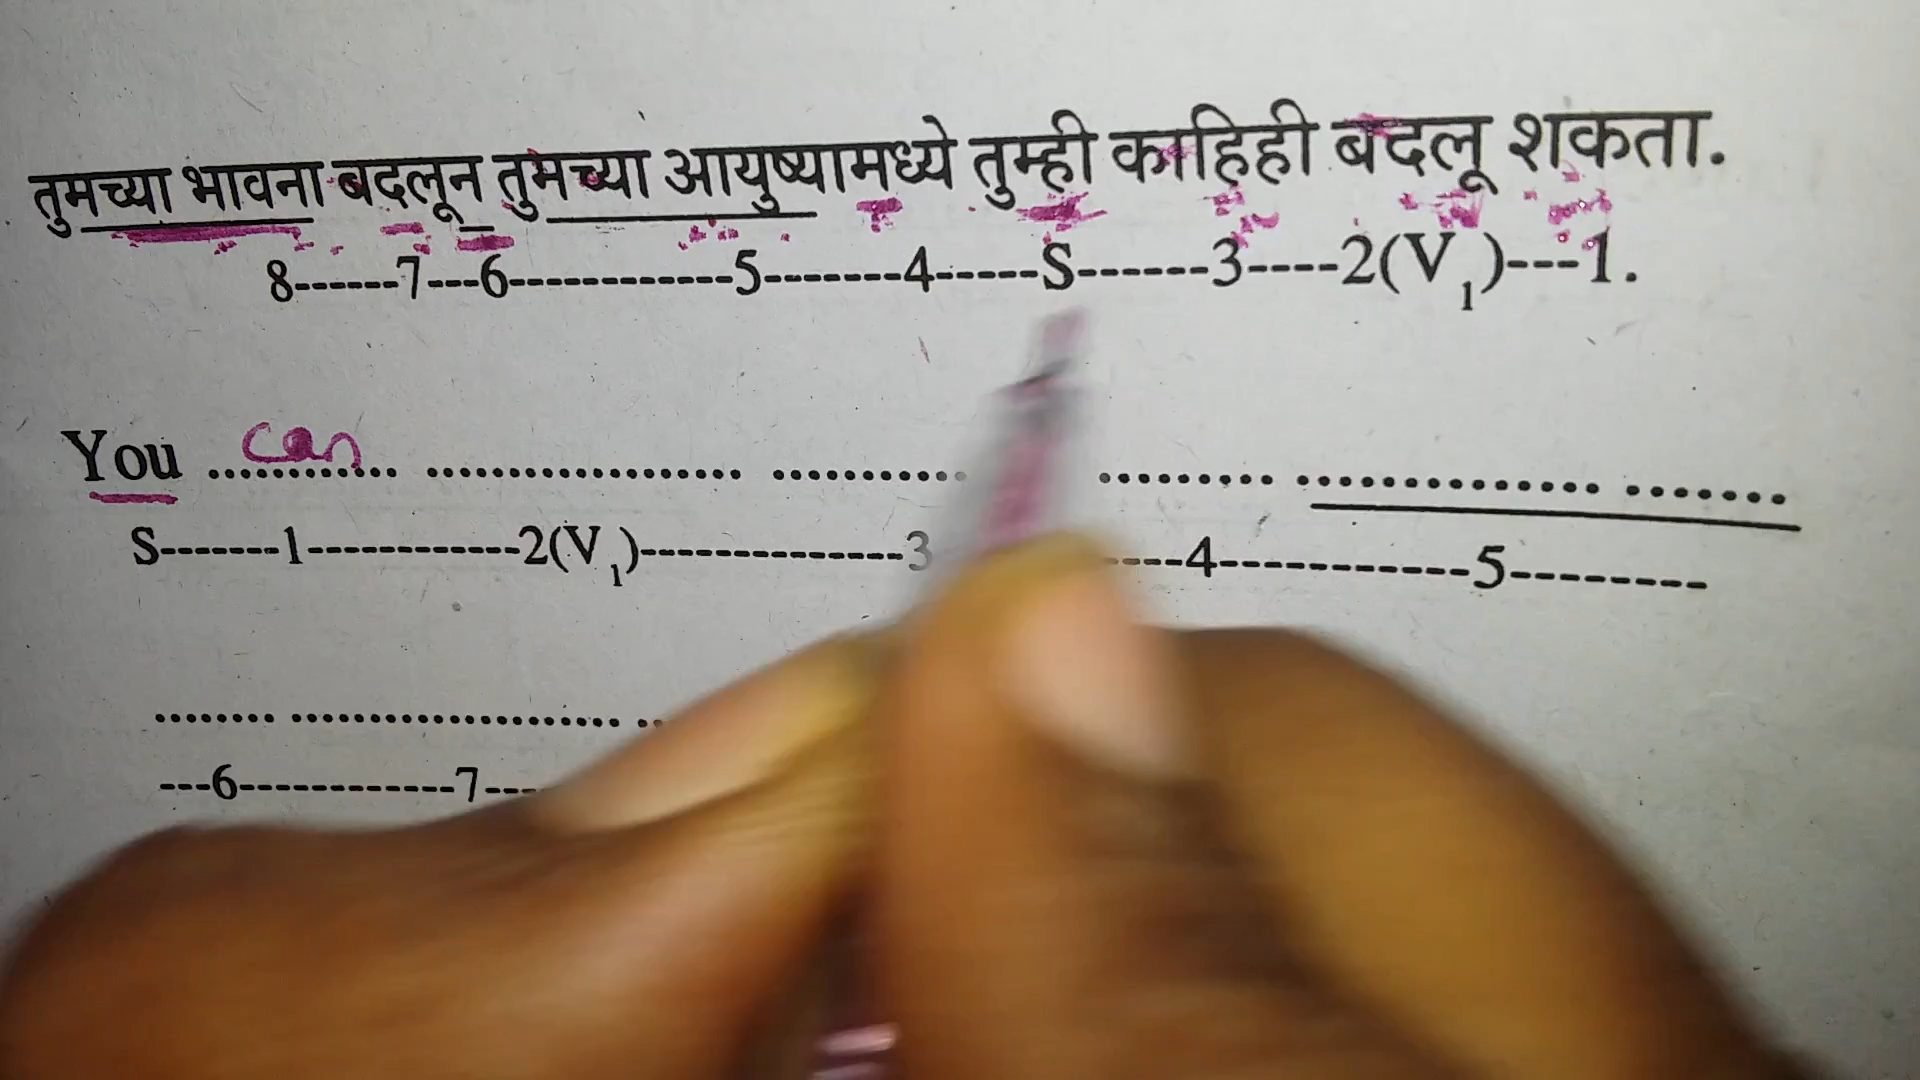 तुमच्या भावना बदलून तुमच्या आयुष्यामध्ये तुम्ही काहिही बदलू शकता.
8------7---6-------------5--------4------S-------3----2(V1)---1.
You can .................... ............ ........... .................... ..........
S-------1------------2(V1)---------------3 ----4------------5---------
........ ..................... ..
---6------------7---